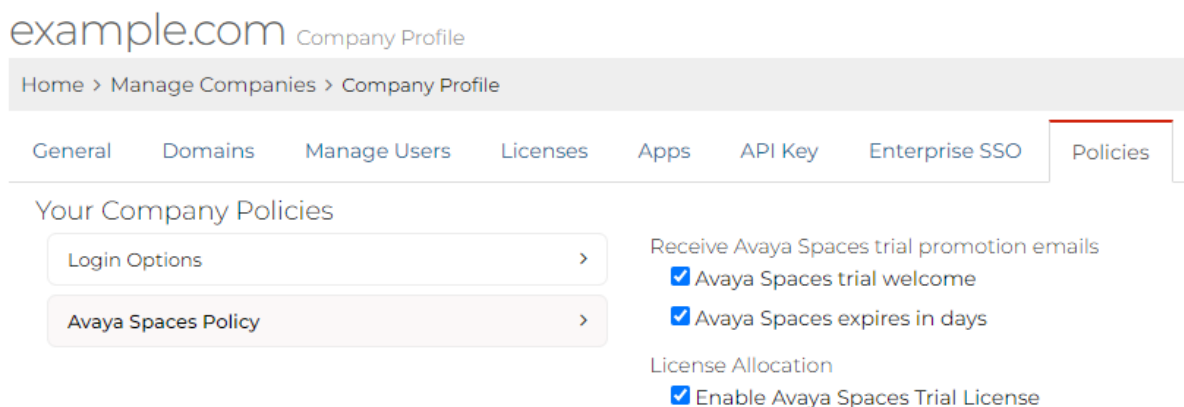 example.com Company Profile
Home > Manage Companies > Company Profile
General Domains Manage Users Licenses Apps API Key Enterprise SSO Policies
Your Company Policies
Login Options >
Avaya Spaces Policy >
Receive Avaya Spaces trial promotion emails
Avaya Spaces trial welcome
Avaya Spaces expires in days
License Allocation
Enable Avaya Spaces Trial License